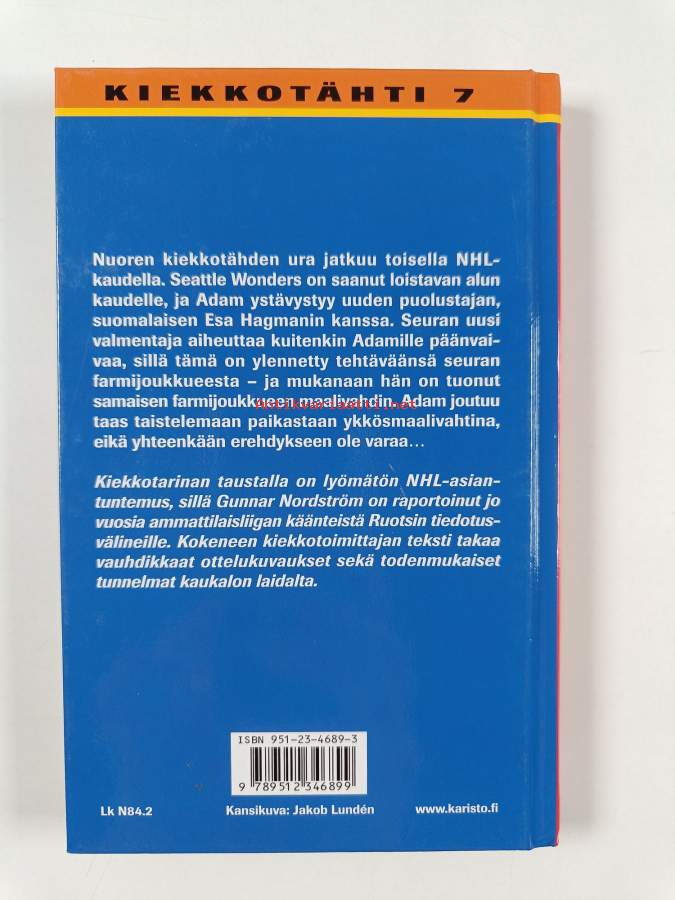 KIEKKOTÄHTI 7
Nuoren kiekkotähden ura jatkuu toisella NHL-
kaudella. Seattle Wonders on saanut loistavan alun
kaudelle, ja Adam ystävystyy uuden puolustajan,
suomalaisen Esa Hagmanin kanssa. Seuran uusi
valmentaja aiheuttaa kuitenkin Adamille päänvai-
vaa, sillä tämä on ylennetty tehtäväänsä seuran
farmijoukkueesta – ja mukanaan hän on tuonut
samaisen farmijoukkueen maalivahdin. Adam joutuu
Antikvariaatti.net
taas taistelemaan paikastaan ykkösmaalivahtina,
eikä yhteenkään erehdykseen ole varaa...
Kiekkotarinan taustalla on lyömätön NHL-asian-
tuntemus, sillä Gunnar Nordström on raportoinut jo
vuosia ammattilaisliigan käänteistä Ruotsin tiedotus-
välineille. Kokeneen kiekkotoimittajan teksti takaa
vauhdikkaat ottelukuvaukset sekä todenmukaiset
tunnelmat kaukalon laidalta.
ISBN 951-23-4689-3
9 789512 346899
Lk N84.2
Kansikuva: Jakob Lundén
www.karisto.fi